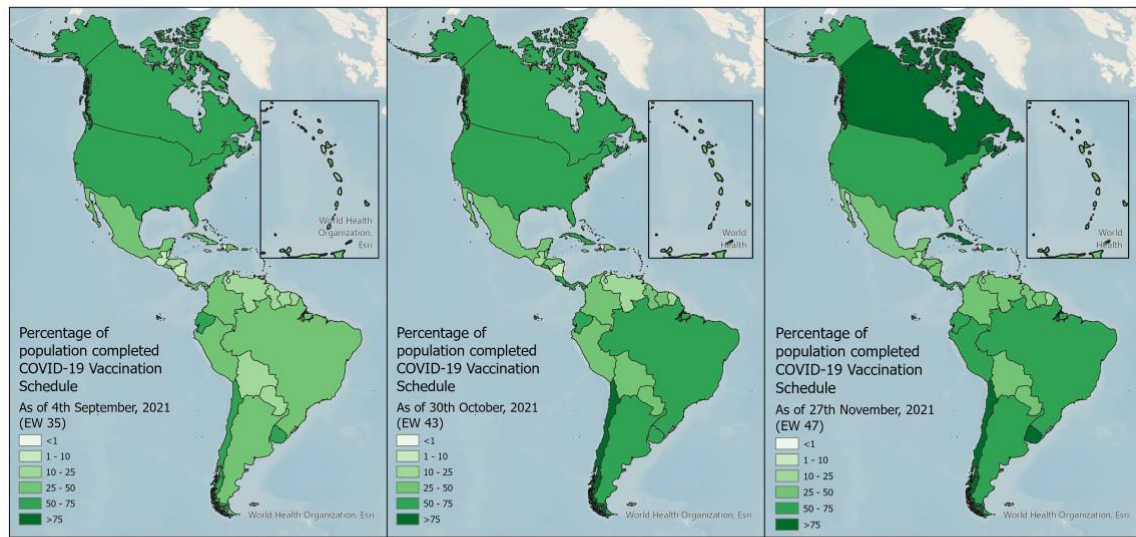 World Health
Organization,
Esri
Percentage of
population completed
COVID-19 Vaccination
Schedule
As of 4th September, 2021
(EW 35)
<1
1 - 10
10 - 25
25 - 50
50 - 75
>75
World Health Organization, Esri
World
Health
Percentage of
population completed
COVID-19 Vaccination
Schedule
As of 30th October, 2021
(EW 43)
<1
1 - 10
10 - 25
25 - 50
50 - 75
>75
World Health Organization, Esri
World
Health
Percentage of
population completed
COVID-19 Vaccination
Schedule
As of 27th November, 2021
(EW 47)
<1
1 - 10
10 - 25
25 - 50
50 - 75
>75
World Health Organization, Esri